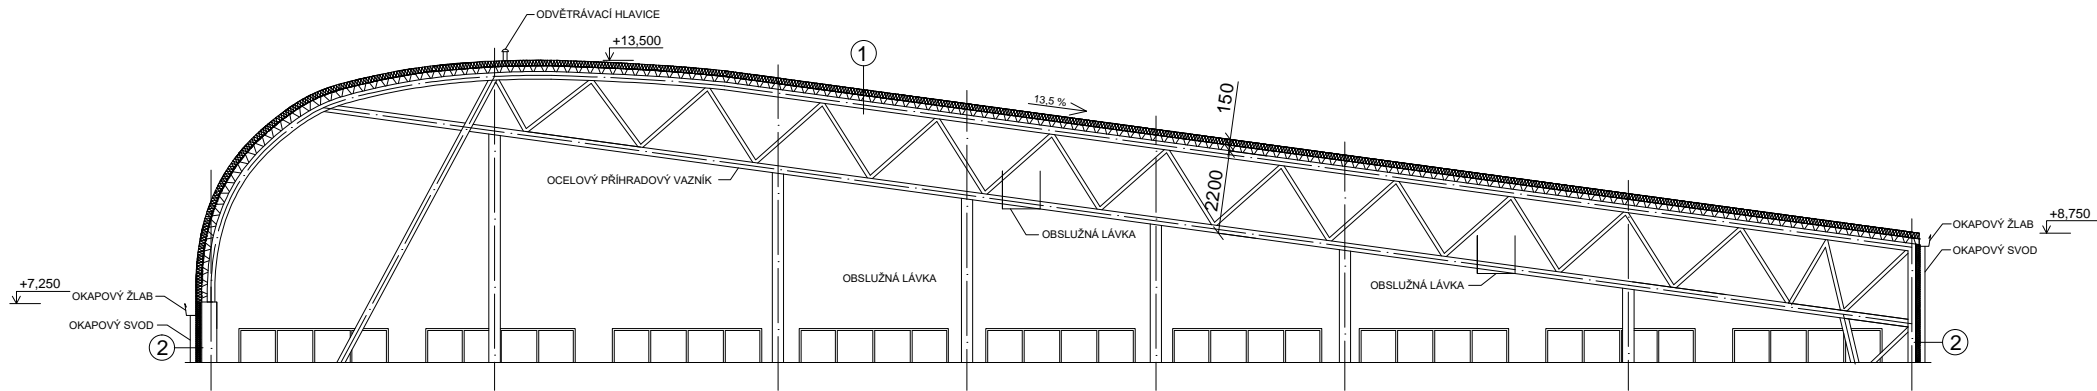 ODVĚTRÁVACÍ HLAVICE
+13,500
1
13,5 %
150
2200
OCELOVÝ PŘÍHRADOVÝ VAZNÍK
OBSLUŽNÁ LÁVKA
OBSLUŽNÁ LÁVKA
OBSLUŽNÁ LÁVKA
+7,250
OKAPOVÝ ŽLAB
OKAPOVÝ SVOD
2
+8,750
OKAPOVÝ ŽLAB
OKAPOVÝ SVOD
2